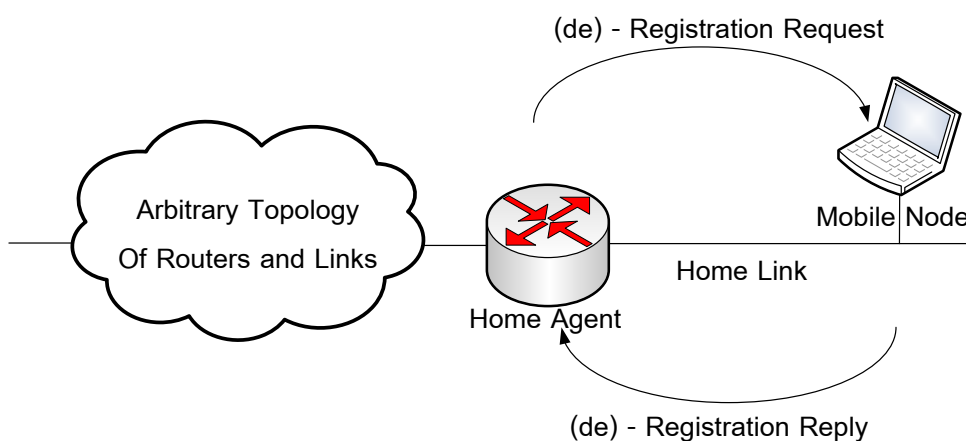 (de) - Registration Request
Arbitrary Topology
Of Routers and Links
Mobile Node
Home Link
Home Agent
(de) - Registration Reply